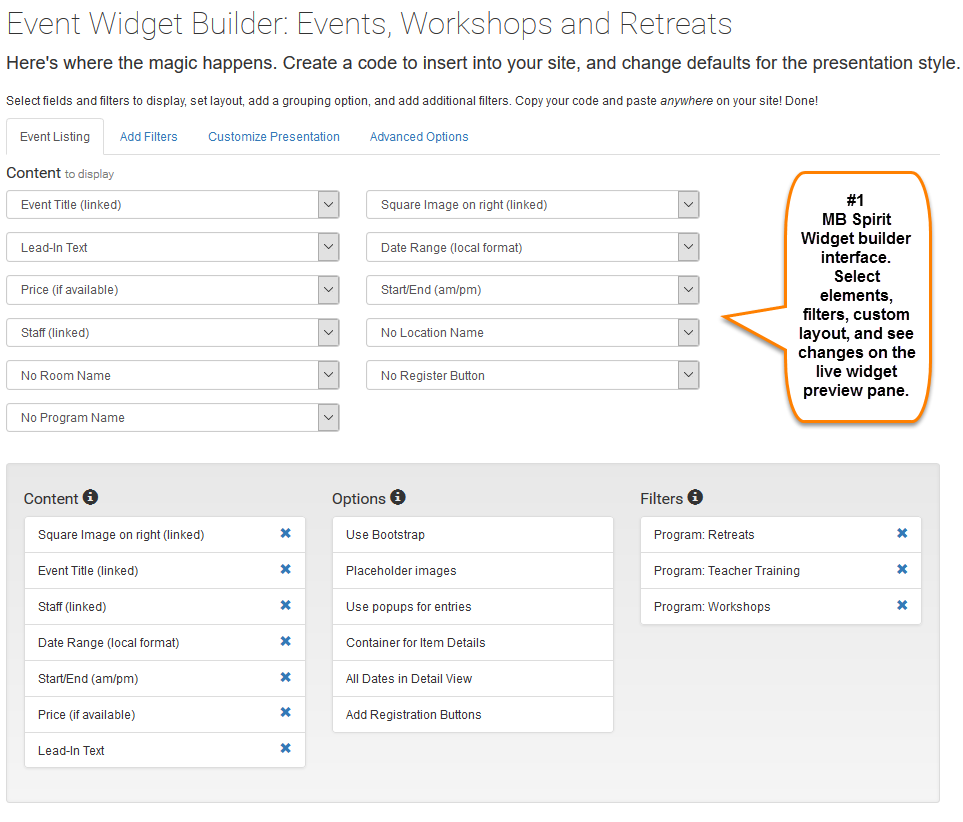 Event Widget Builder: Events, Workshops and Retreats
Here's where the magic happens. Create a code to insert into your site, and change defaults for the presentation style.
Select fields and filters to display, set layout, add a grouping option, and add additional filters. Copy your code and paste anywhere on your site! Done!
Event Listing
Add Filters
Customize Presentation
Advanced Options
Content to display
Event Title (linked)
Square Image on right (linked)
Lead-In Text
Date Range (local format)
Price (if available)
Start/End (am/pm)
Staff (linked)
No Location Name
No Room Name
No Register Button
No Program Name
#1
MB Spirit
Widget builder
interface.
Select
elements,
filters, custom
layout, and see
changes on the
live widget
preview pane.
Content
Square Image on right (linked)
Event Title (linked)
Staff (linked)
Date Range (local format)
Start/End (am/pm)
Price (if available)
Lead-In Text
Options
Use Bootstrap
Placeholder images
Use popups for entries
Container for Item Details
All Dates in Detail View
Add Registration Buttons
Filters
Program: Retreats
Program: Teacher Training
Program: Workshops